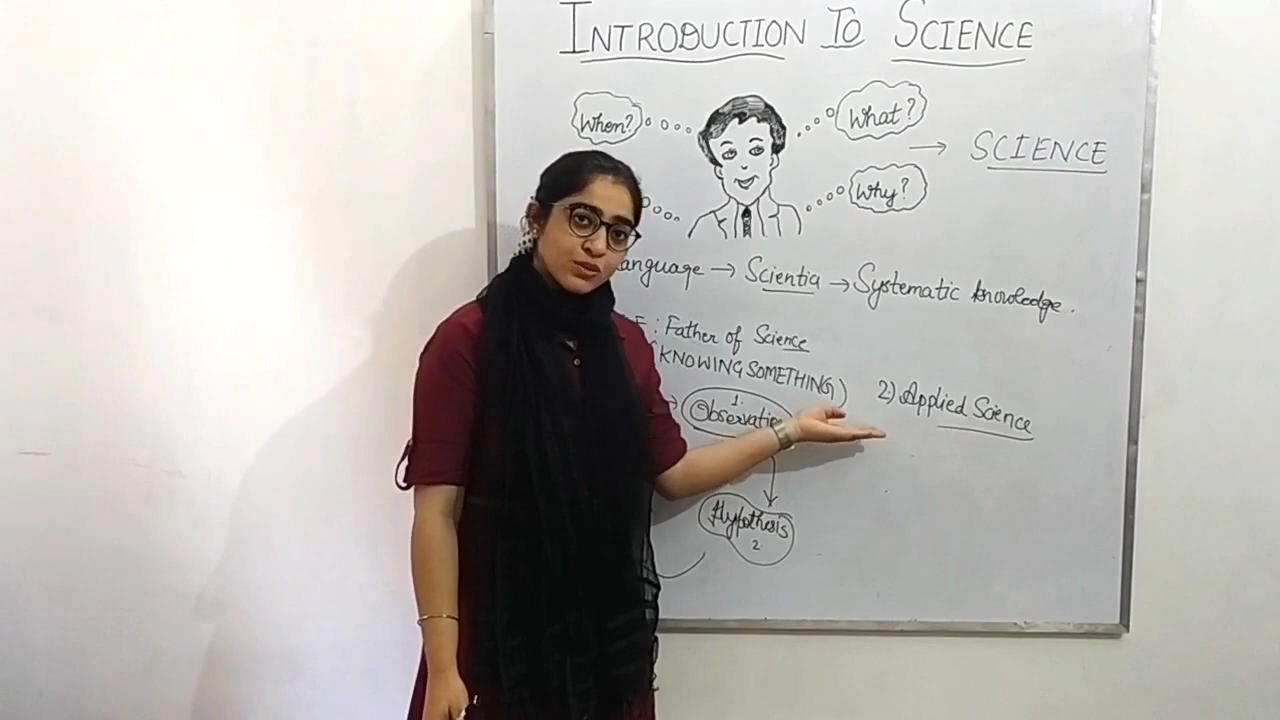 INTRODUCTION TO SCIENCE
When?
What?
→ SCIENCE
Why?
anguage → Scientia → Systematic knowledge.
E : Father of Science
(KNOWING SOMETHING)
1.
Observatio
2) Applied Science
Hypothesis
2